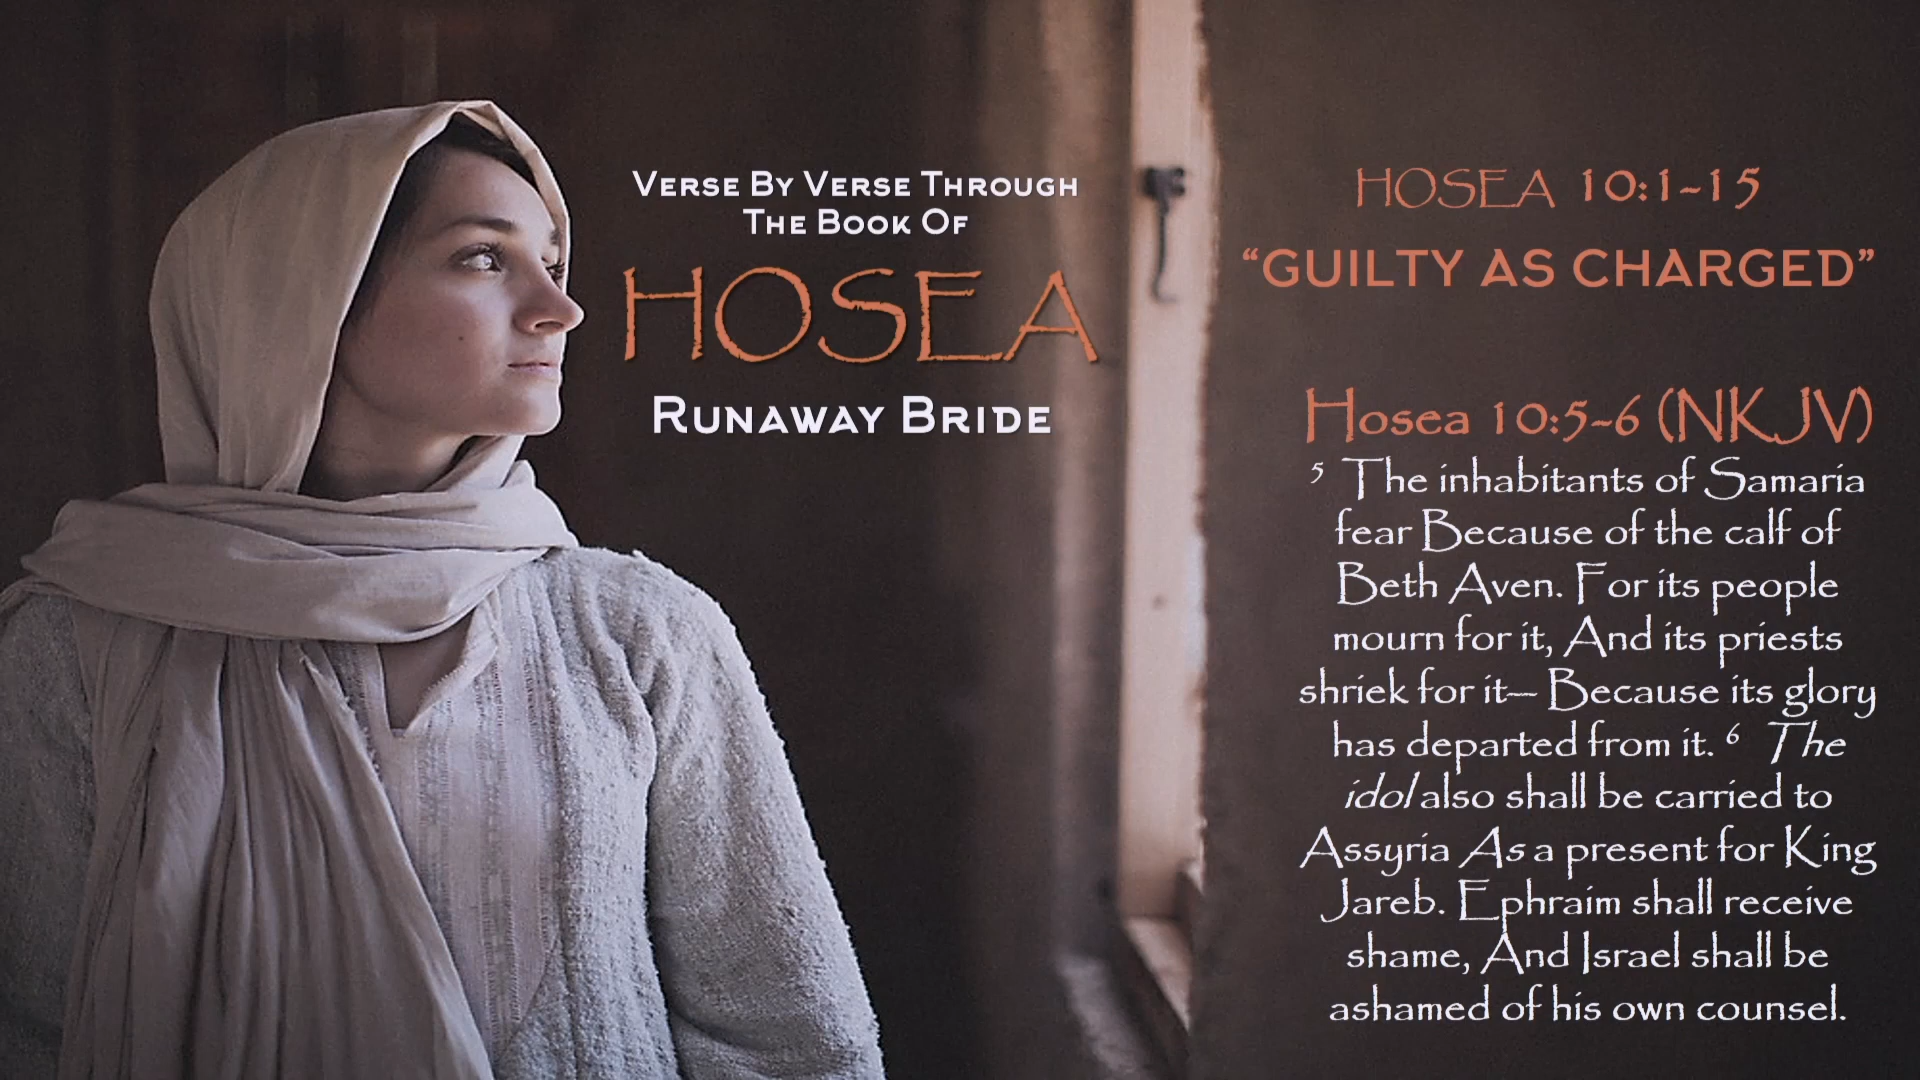 VERSE BY VERSE THROUGH
THE BOOK OF
HOSEA
RUNAWAY BRIDE
HOSEA 10:1-15
“GUILTY AS CHARGED”
Hosea 10:5-6 (NKJV)
⁵ The inhabitants of Samaria
fear Because of the calf of
Beth Aven. For its people
mourn for it, And its priests
shriek for it— Because its glory
has departed from it. ⁶ The
idol also shall be carried to
Assyria As a present for King
Jareb. Ephraim shall receive
shame, And Israel shall be
ashamed of his own counsel.